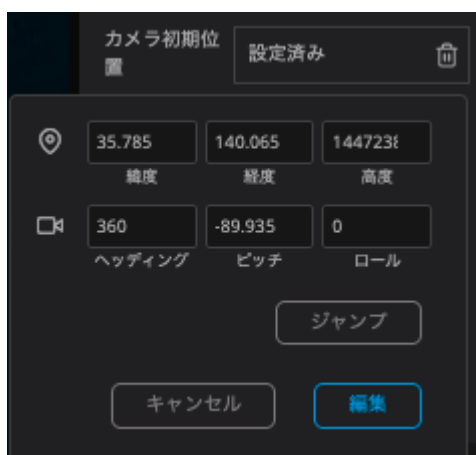 カメラ初期位
置
設定済み
35.785 140.065 1447238
緯度 経度 高度
360 -89.935 0
ヘッディング ピッチ ロール
ジャンプ
キャンセル 編集